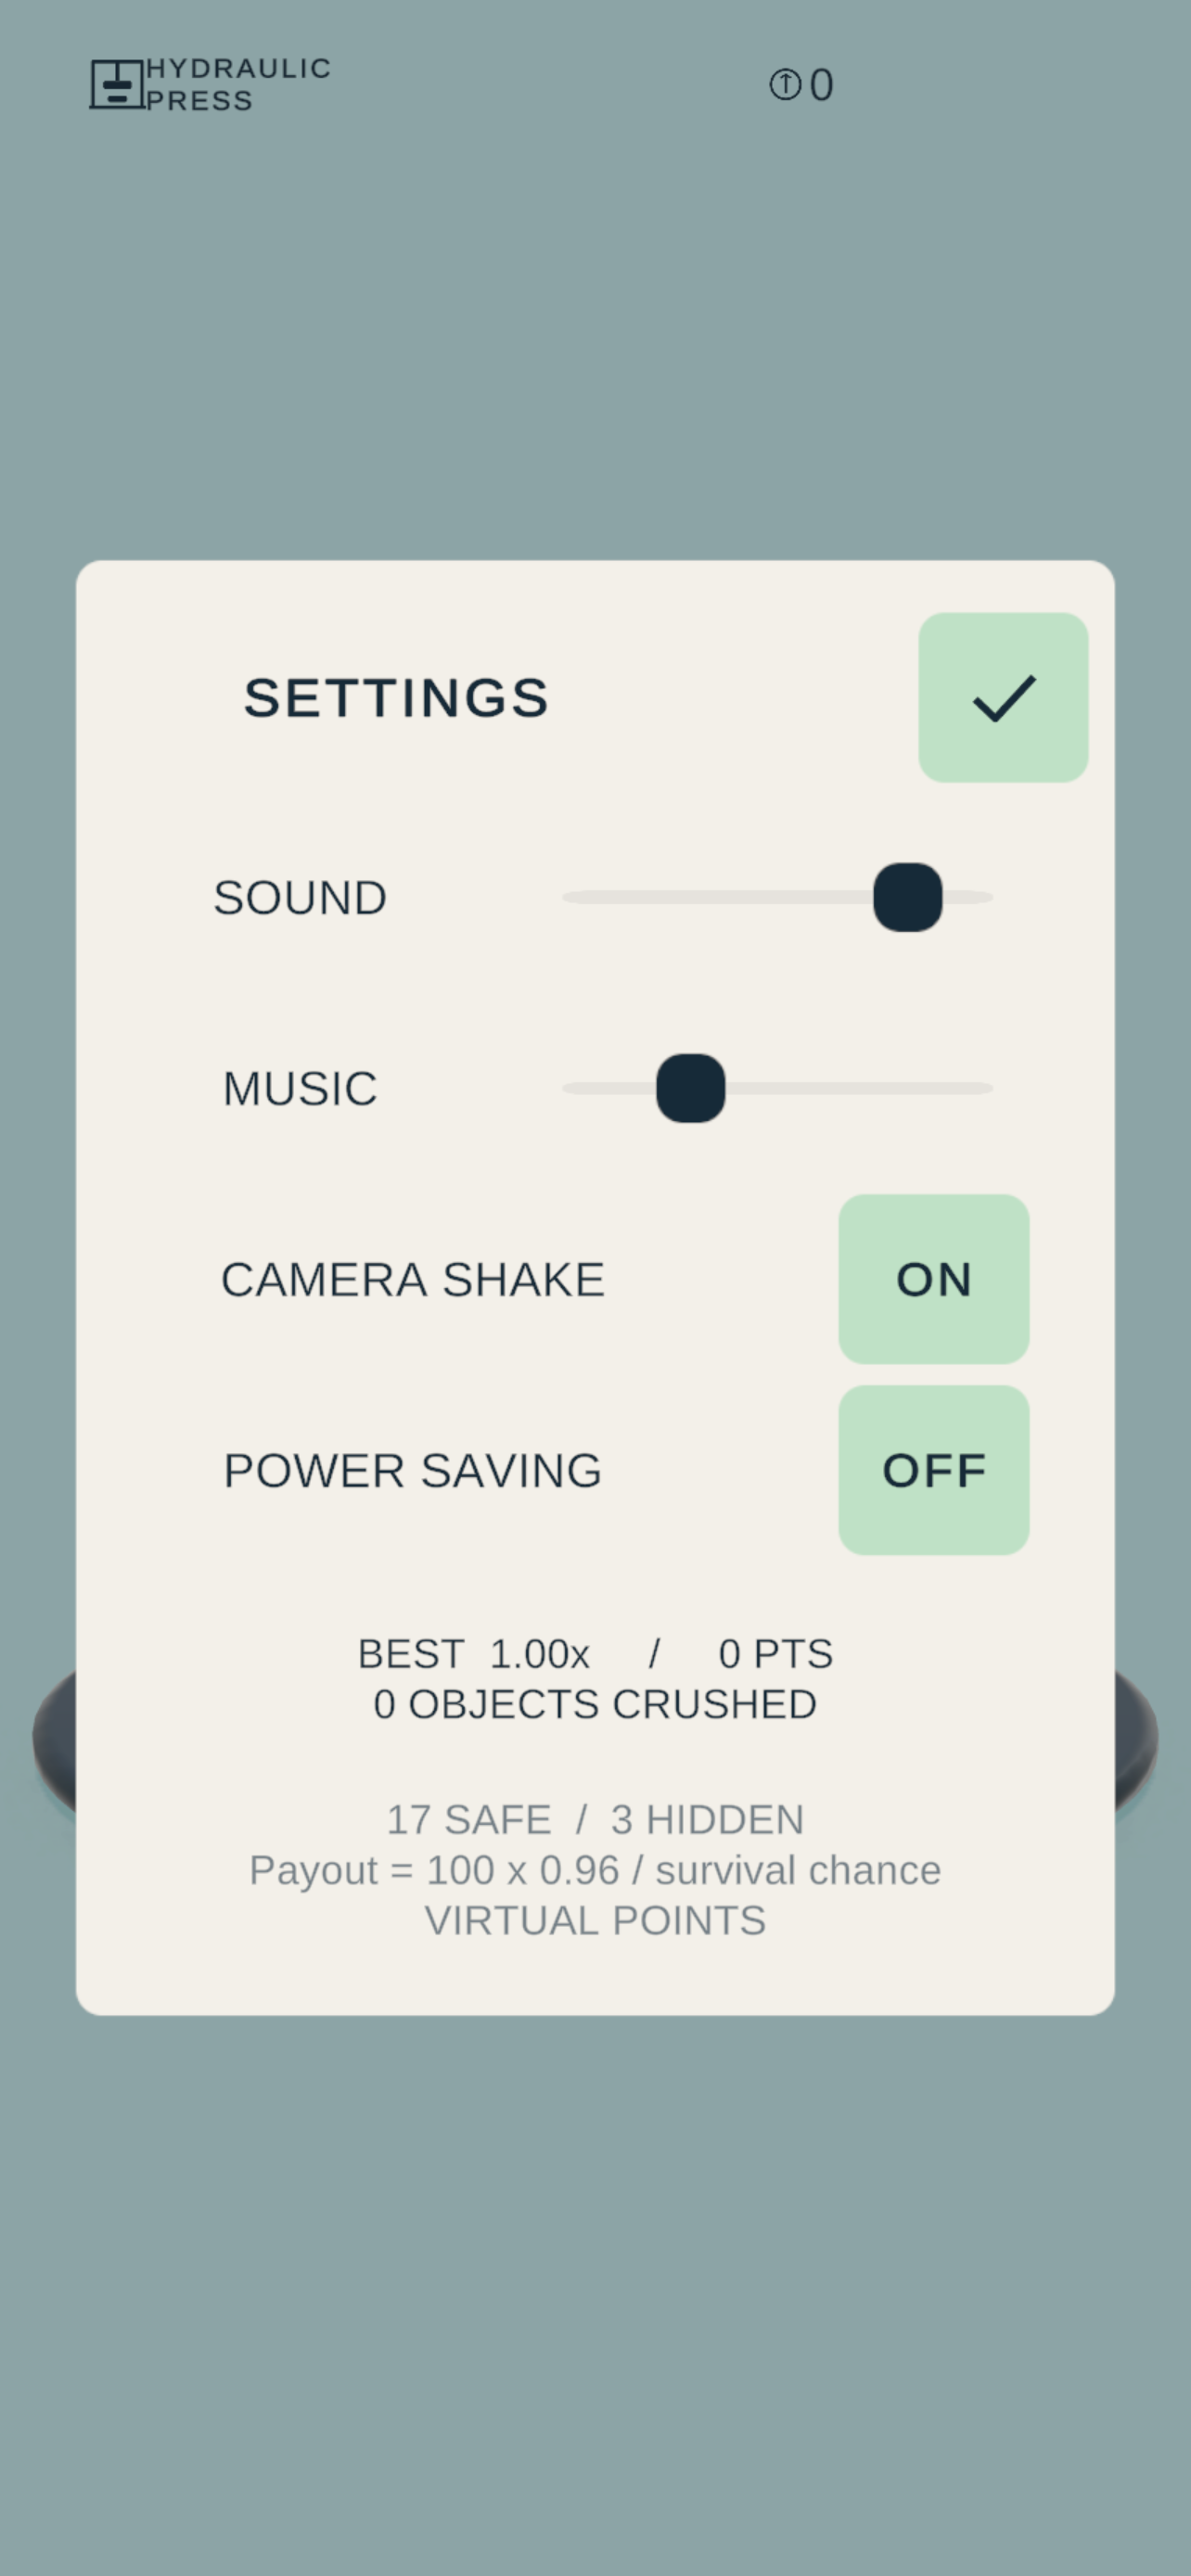 HYDRAULIC
PRESS
0
SETTINGS
SOUND
MUSIC
CAMERA SHAKE
ON
POWER SAVING
OFF
BEST 1.00x / 0 PTS
0 OBJECTS CRUSHED
17 SAFE / 3 HIDDEN
Payout = 100 x 0.96 / survival chance
VIRTUAL POINTS